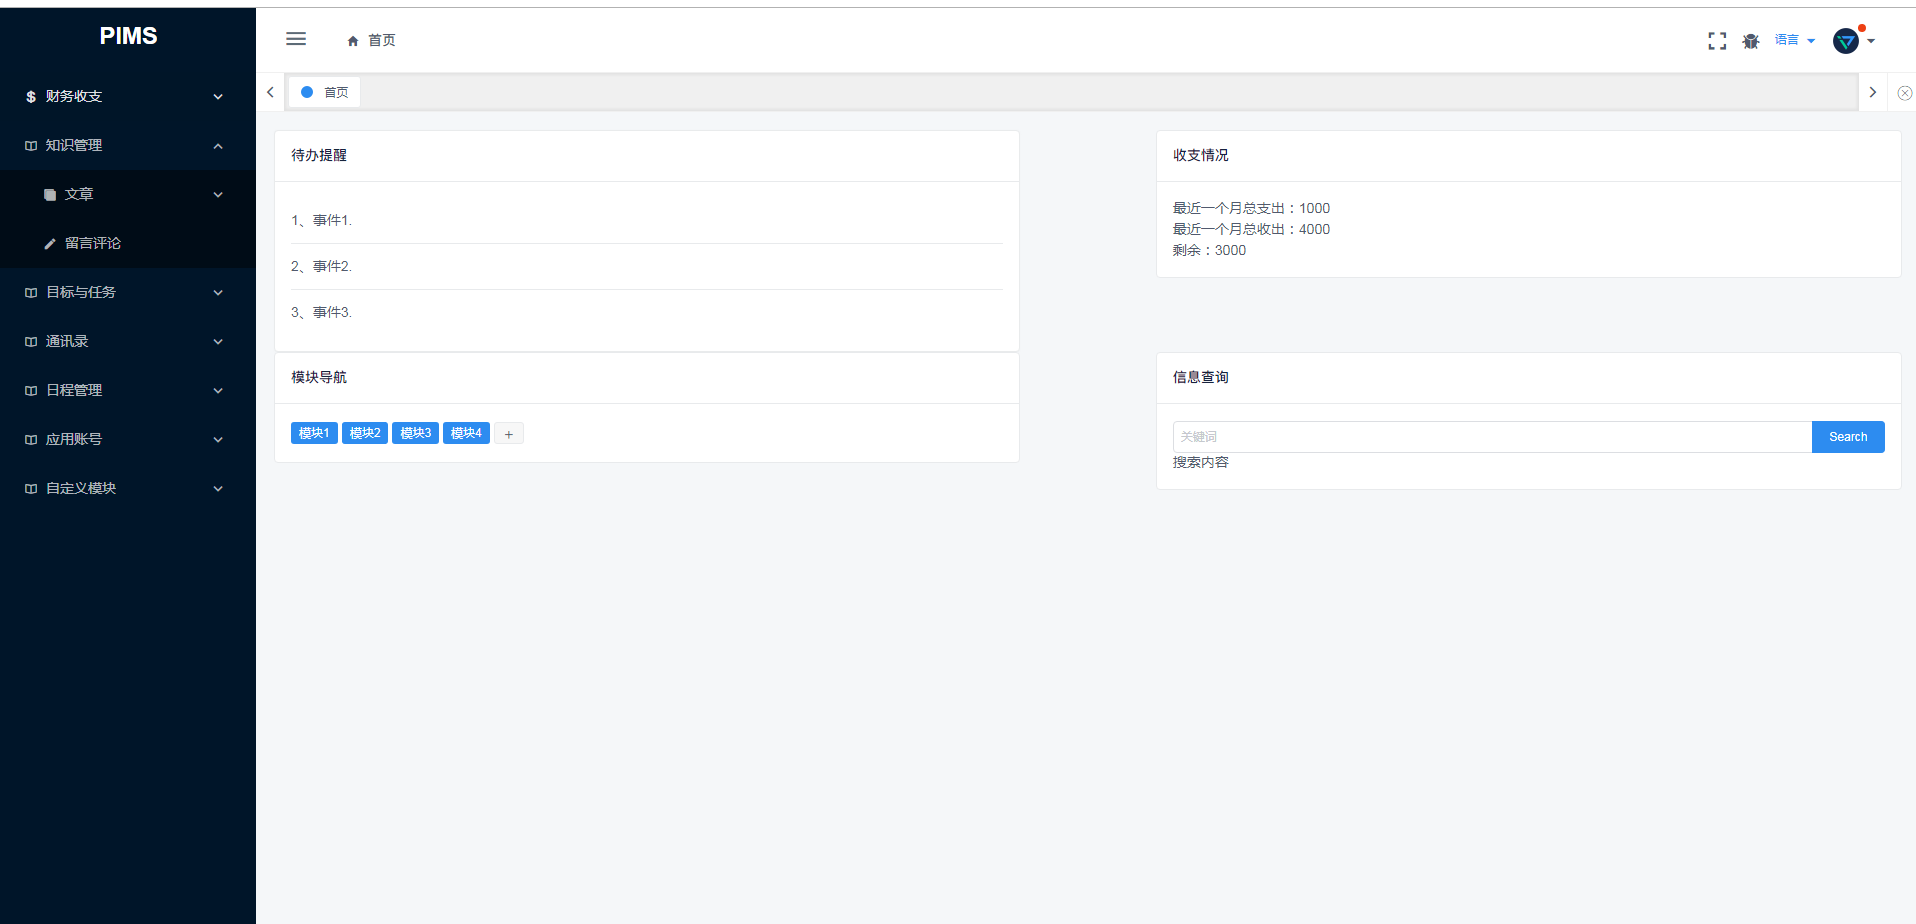 PIMS
财务收支
知识管理
文章
留言评论
目标与任务
通讯录
日程管理
应用账号
自定义模块
首页
语言
首页
待办提醒
1、事件1.
2、事件2.
3、事件3.
收支情况
最近一个月总支出：1000
最近一个月总收出：4000
剩余：3000
模块导航
模块1 模块2 模块3 模块4 +
信息查询
关键词 Search
搜索内容